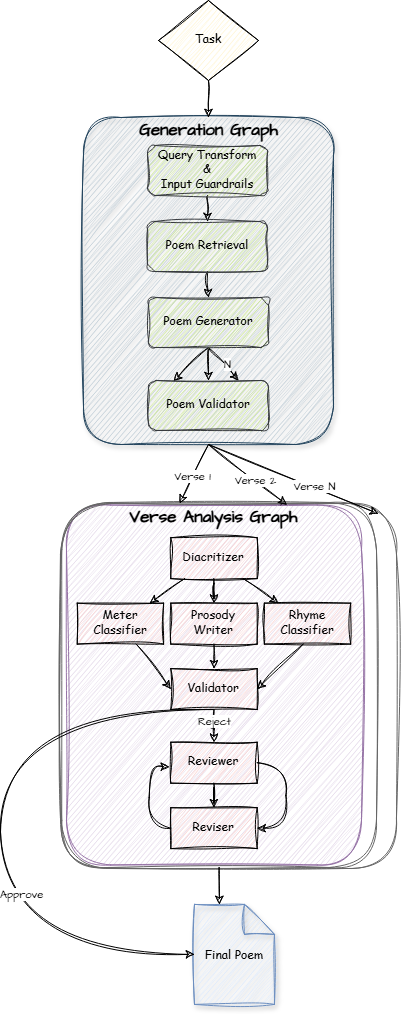 Task
Generation Graph
Query Transform
&
Input Guardrails
Poem Retrieval
Poem Generator
N
Poem Validator
Verse 1
Verse 2
Verse N
Verse Analysis Graph
Diacritizer
Meter
Classifier
Prosody
Writer
Rhyme
Classifier
Validator
Reject
Reviewer
Reviser
Approve
Final Poem